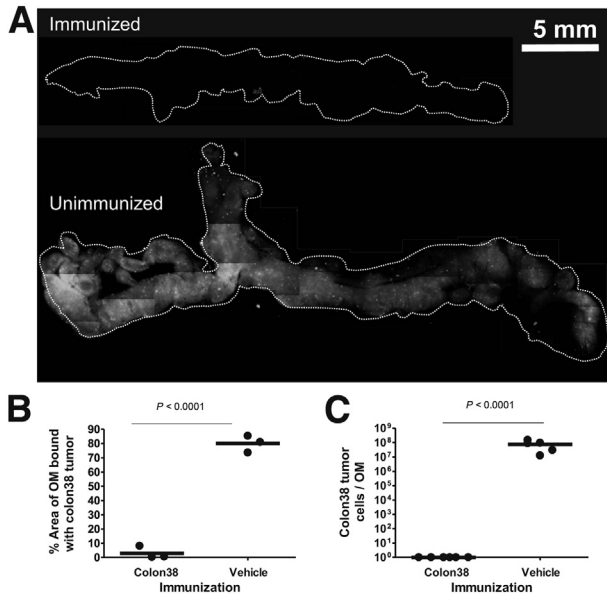 A
Immunized
5 mm
Unimmunized
B
P < 0.0001
% Area of OM bound
with colon38 tumor
90
80
70
60
50
40
30
20
10
0
Colon38 Vehicle
Immunization
C
P < 0.0001
Colon38 tumor
cells / OM
10⁹
10⁸
10⁷
10⁶
10⁵
10⁴
10³
10²
10¹
10⁰
Colon38 Vehicle
Immunization